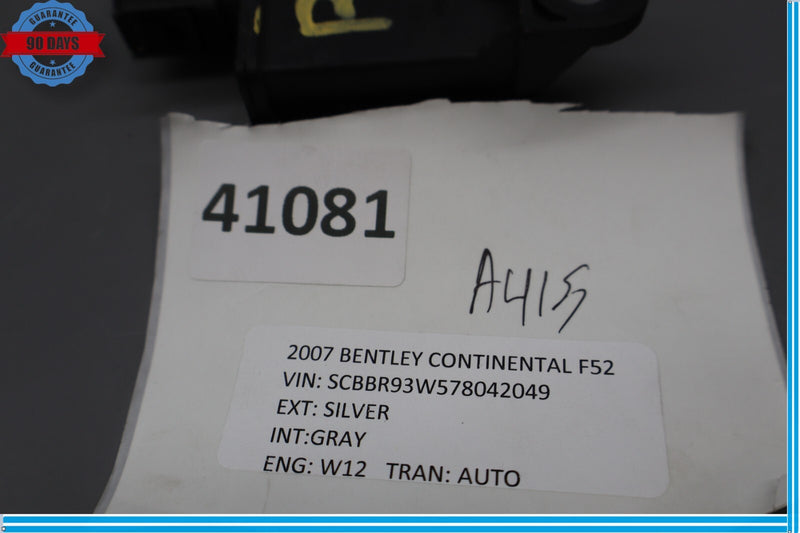 GUARANTEE
90 DAYS
GUARANTEE
R
41081
A415
2007 BENTLEY CONTINENTAL F52
VIN: SCBBR93W578042049
EXT: SILVER
INT:GRAY
ENG: W12 TRAN: AUTO